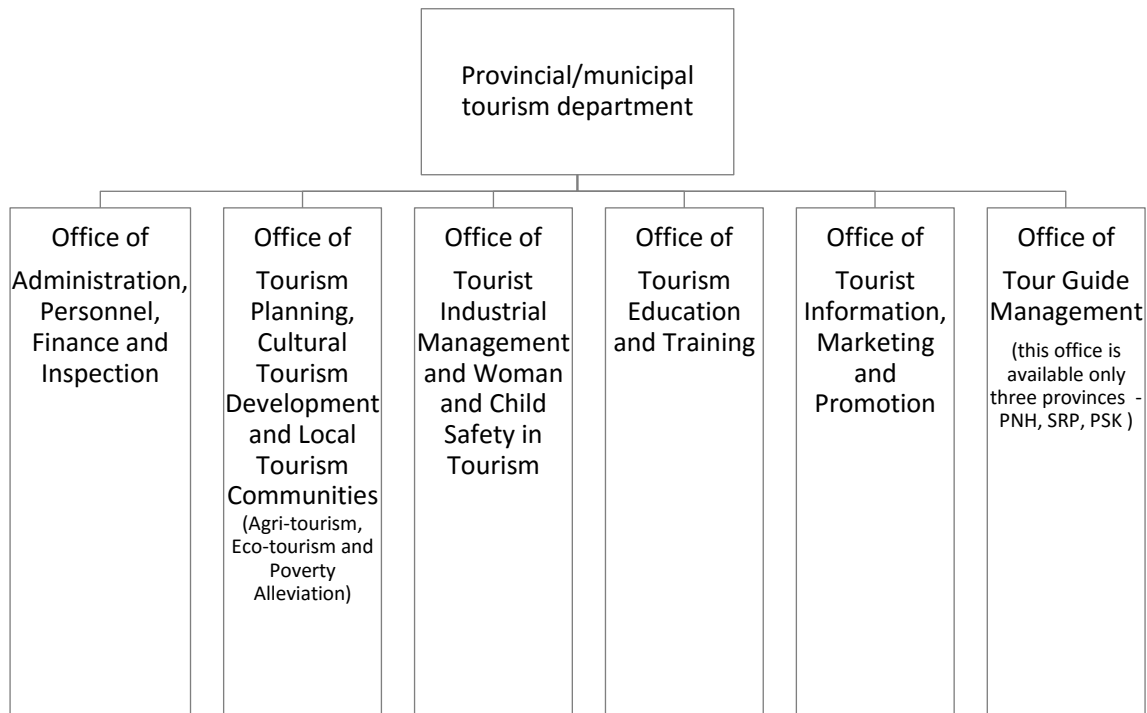 Provincial/municipal
tourism department
Office of
Administration,
Personnel,
Finance and
Inspection
Office of
Tourism
Planning,
Cultural
Tourism
Development
and Local
Tourism
Communities
(Agri-tourism,
Eco-tourism and
Poverty
Alleviation)
Office of
Tourist
Industrial
Management
and Woman
and Child
Safety in
Tourism
Office of
Tourism
Education
and Training
Office of
Tourist
Information,
Marketing
and
Promotion
Office of
Tour Guide
Management
(this office is
available only
three provinces -
PNH, SRP, PSK )